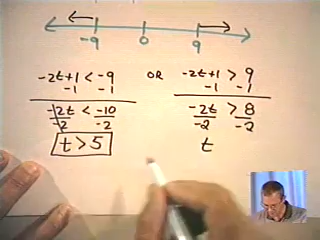 -9 0 9
-2t+1 < -9 OR -2t+1 > 9
-1 -1 -1 -1
-2t < -10 -2t > 8
-2 -2 -2 -2
t > 5 t